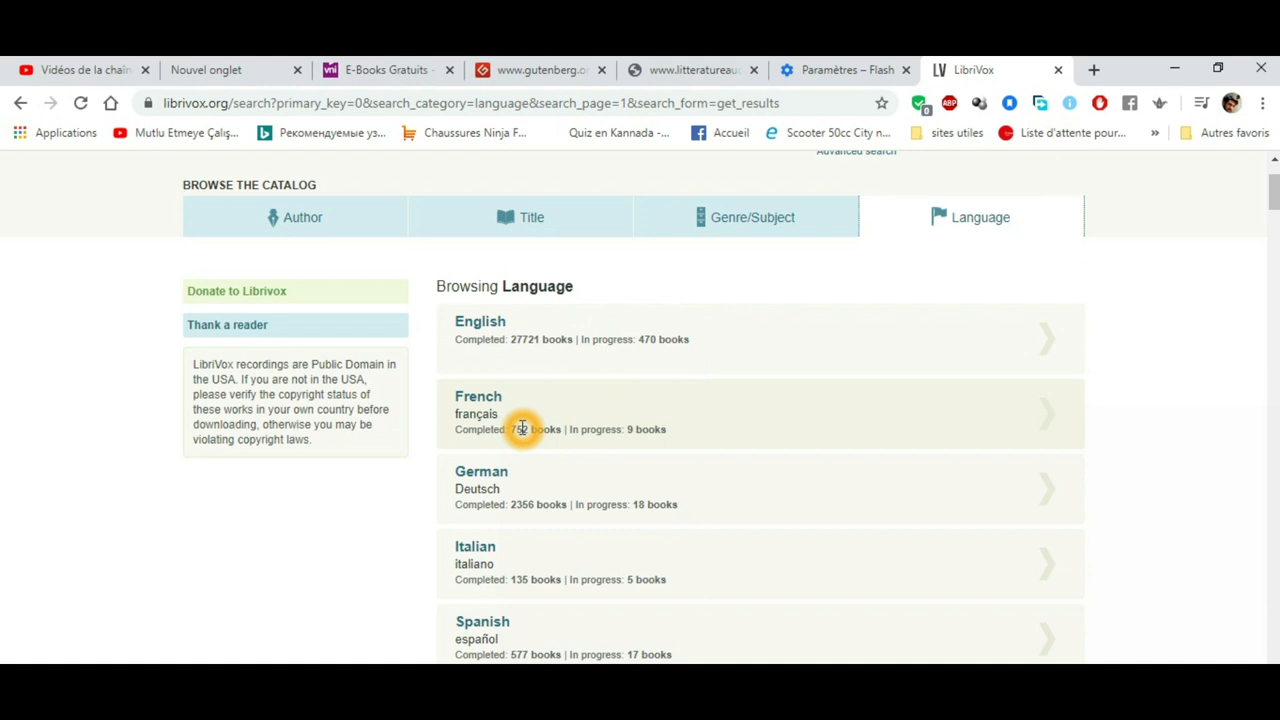 Vidéos de la chaîn
Nouvel onglet
E-Books Gratuits -
www.gutenberg.or
www.litteratureauc
Paramètres – Flash
LibriVox
librivox.org/search?primary_key=0&search_category=language&search_page=1&search_form=get_results
0
ABP
Applications
Mutlu Etmeye Çalış...
Рекомендуемые уз...
Chaussures Ninja F...
Quiz en Kannada -...
Accueil
Scooter 50cc City n...
sites utiles
Liste d'attente pour...
»
Autres favoris
Advanced search
BROWSE THE CATALOG
Author
Title
Genre/Subject
Language
Donate to Librivox
Thank a reader
LibriVox recordings are Public Domain in
the USA. If you are not in the USA,
please verify the copyright status of
these works in your own country before
downloading, otherwise you may be
violating copyright laws.
Browsing Language
English
Completed: 27721 books | In progress: 470 books
French
français
Completed: 752 books | In progress: 9 books
German
Deutsch
Completed: 2356 books | In progress: 18 books
Italian
italiano
Completed: 135 books | In progress: 5 books
Spanish
español
Completed: 577 books | In progress: 17 books